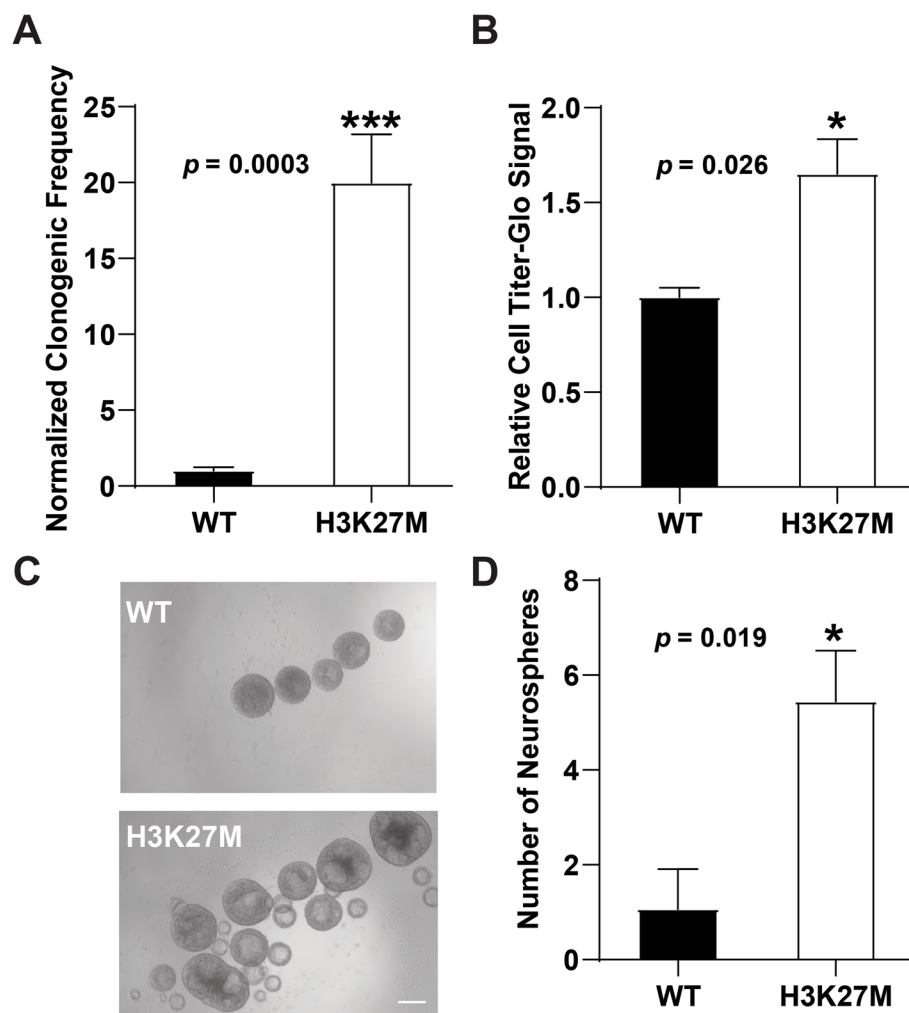 A
Normalized Clonogenic Frequency
25
20
15
10
5
0
p = 0.0003
***
WT
H3K27M
B
Relative Cell Titer-Glo Signal
2.0
1.5
1.0
0.5
0.0
p = 0.026
*
WT
H3K27M
C
WT
H3K27M
D
Number of Neurospheres
8
6
4
2
0
p = 0.019
*
WT
H3K27M